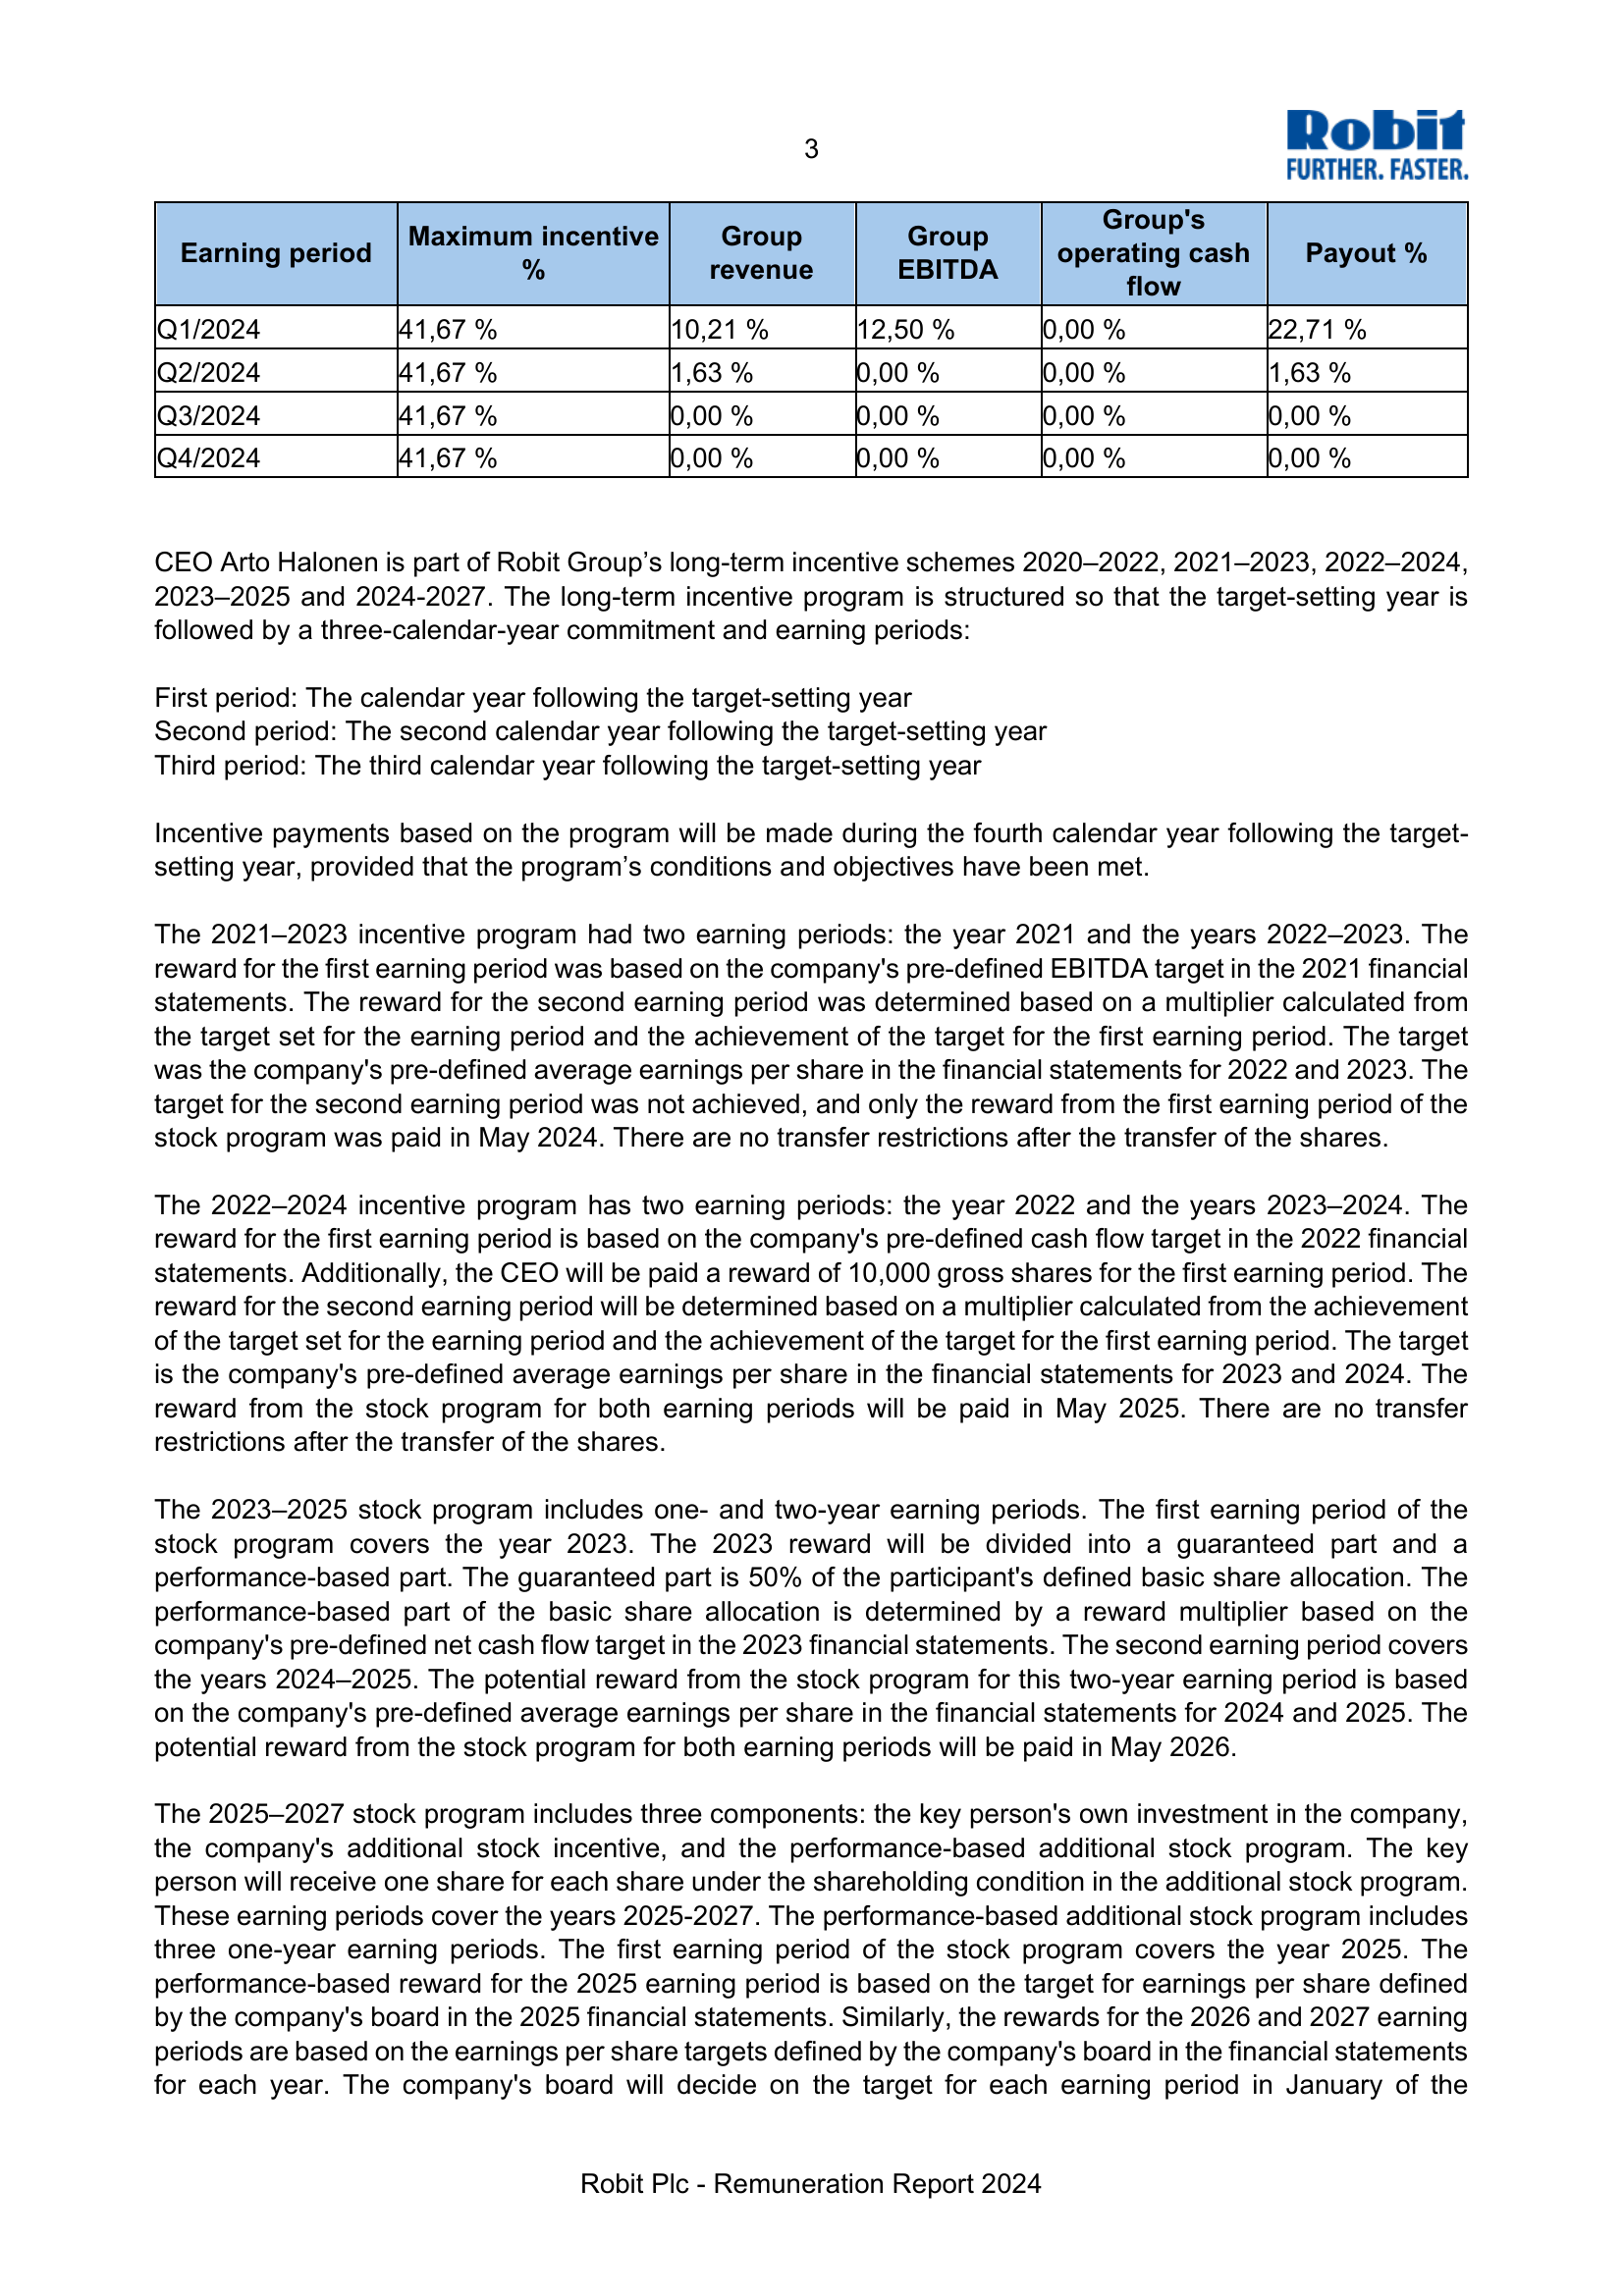 3
Robit
FURTHER. FASTER.
Earning period
Maximum incentive %
Group revenue
Group EBITDA
Group's operating cash flow
Payout %
Q1/2024 41,67 % 10,21 % 12,50 % 0,00 % 22,71 %
Q2/2024 41,67 % 1,63 % 0,00 % 0,00 % 1,63 %
Q3/2024 41,67 % 0,00 % 0,00 % 0,00 % 0,00 %
Q4/2024 41,67 % 0,00 % 0,00 % 0,00 % 0,00 %
CEO Arto Halonen is part of Robit Group’s long-term incentive schemes 2020–2022, 2021–2023, 2022–2024,
2023–2025 and 2024-2027. The long-term incentive program is structured so that the target-setting year is
followed by a three-calendar-year commitment and earning periods:
First period: The calendar year following the target-setting year
Second period: The second calendar year following the target-setting year
Third period: The third calendar year following the target-setting year
Incentive payments based on the program will be made during the fourth calendar year following the target-
setting year, provided that the program’s conditions and objectives have been met.
The 2021–2023 incentive program had two earning periods: the year 2021 and the years 2022–2023. The
reward for the first earning period was based on the company's pre-defined EBITDA target in the 2021 financial
statements. The reward for the second earning period was determined based on a multiplier calculated from
the target set for the earning period and the achievement of the target for the first earning period. The target
was the company's pre-defined average earnings per share in the financial statements for 2022 and 2023. The
target for the second earning period was not achieved, and only the reward from the first earning period of the
stock program was paid in May 2024. There are no transfer restrictions after the transfer of the shares.
The 2022–2024 incentive program has two earning periods: the year 2022 and the years 2023–2024. The
reward for the first earning period is based on the company's pre-defined cash flow target in the 2022 financial
statements. Additionally, the CEO will be paid a reward of 10,000 gross shares for the first earning period. The
reward for the second earning period will be determined based on a multiplier calculated from the achievement
of the target set for the earning period and the achievement of the target for the first earning period. The target
is the company's pre-defined average earnings per share in the financial statements for 2023 and 2024. The
reward from the stock program for both earning periods will be paid in May 2025. There are no transfer
restrictions after the transfer of the shares.
The 2023–2025 stock program includes one- and two-year earning periods. The first earning period of the
stock program covers the year 2023. The 2023 reward will be divided into a guaranteed part and a
performance-based part. The guaranteed part is 50% of the participant's defined basic share allocation. The
performance-based part of the basic share allocation is determined by a reward multiplier based on the
company's pre-defined net cash flow target in the 2023 financial statements. The second earning period covers
the years 2024–2025. The potential reward from the stock program for this two-year earning period is based
on the company's pre-defined average earnings per share in the financial statements for 2024 and 2025. The
potential reward from the stock program for both earning periods will be paid in May 2026.
The 2025–2027 stock program includes three components: the key person's own investment in the company,
the company's additional stock incentive, and the performance-based additional stock program. The key
person will receive one share for each share under the shareholding condition in the additional stock program.
These earning periods cover the years 2025-2027. The performance-based additional stock program includes
three one-year earning periods. The first earning period of the stock program covers the year 2025. The
performance-based reward for the 2025 earning period is based on the target for earnings per share defined
by the company's board in the 2025 financial statements. Similarly, the rewards for the 2026 and 2027 earning
periods are based on the earnings per share targets defined by the company's board in the financial statements
for each year. The company's board will decide on the target for each earning period in January of the
Robit Plc - Remuneration Report 2024